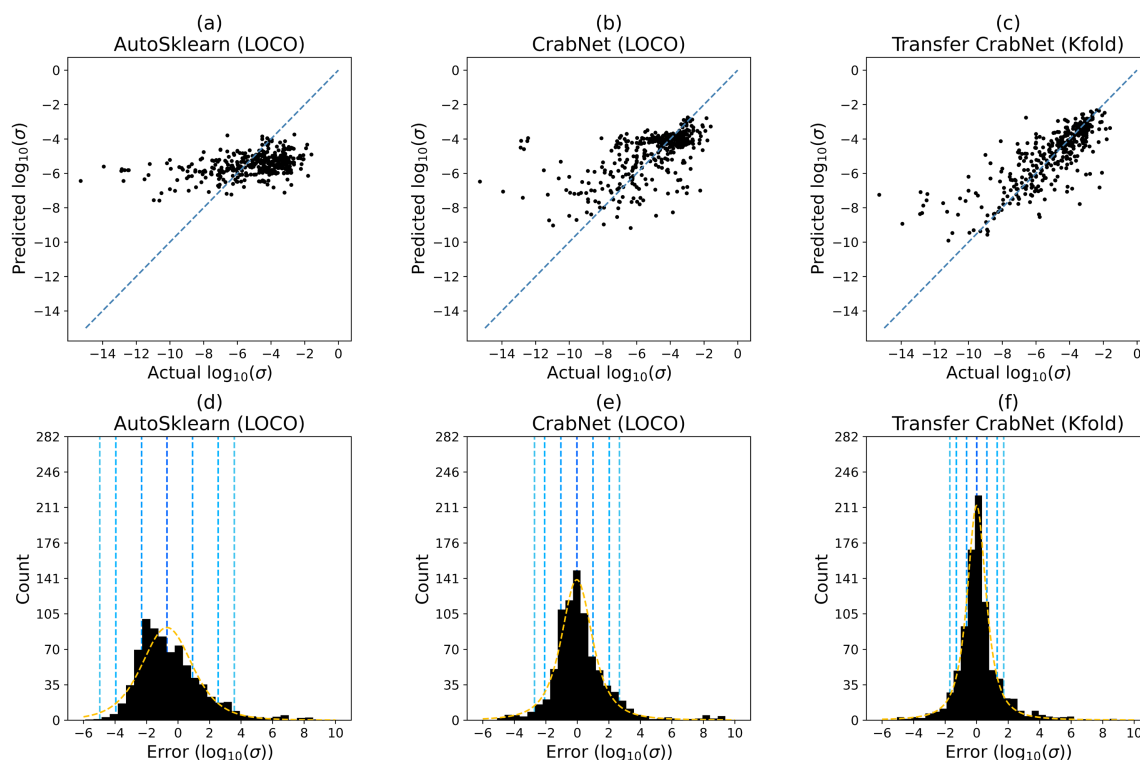 (a)
AutoSklearn (LOCO)
0
−2
−4
−6
−8
−10
−12
−14
Predicted log₁₀(σ)
−14 −12 −10 −8 −6 −4 −2 0
Actual log₁₀(σ)
(b)
CrabNet (LOCO)
0
−2
−4
−6
−8
−10
−12
−14
Predicted log₁₀(σ)
−14 −12 −10 −8 −6 −4 −2 0
Actual log₁₀(σ)
(c)
Transfer CrabNet (Kfold)
0
−2
−4
−6
−8
−10
−12
−14
Predicted log₁₀(σ)
−14 −12 −10 −8 −6 −4 −2 0
Actual log₁₀(σ)
(d)
AutoSklearn (LOCO)
282
246
211
176
141
105
70
35
0
Count
−6 −4 −2 0 2 4 6 8 10
Error (log₁₀(σ))
(e)
CrabNet (LOCO)
282
246
211
176
141
105
70
35
0
Count
−6 −4 −2 0 2 4 6 8 10
Error (log₁₀(σ))
(f)
Transfer CrabNet (Kfold)
282
246
211
176
141
105
70
35
0
Count
−6 −4 −2 0 2 4 6 8 10
Error (log₁₀(σ))